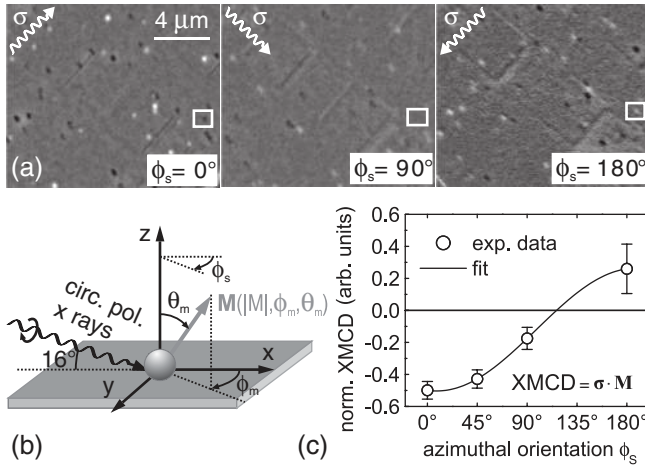 σ
4 μm
σ
σ
(a)
ϕs = 0°
ϕs = 90°
ϕs = 180°
z
ϕs
θm
M(|M|,ϕm,θm)
circ. pol.
x rays
16°
x
y
ϕm
(b)
norm. XMCD (arb. units)
0.6
0.4
0.2
0.0
-0.2
-0.4
-0.6
exp. data
fit
XMCD = σ · M
0° 45° 90° 135° 180°
azimuthal orientation ϕS
(c)